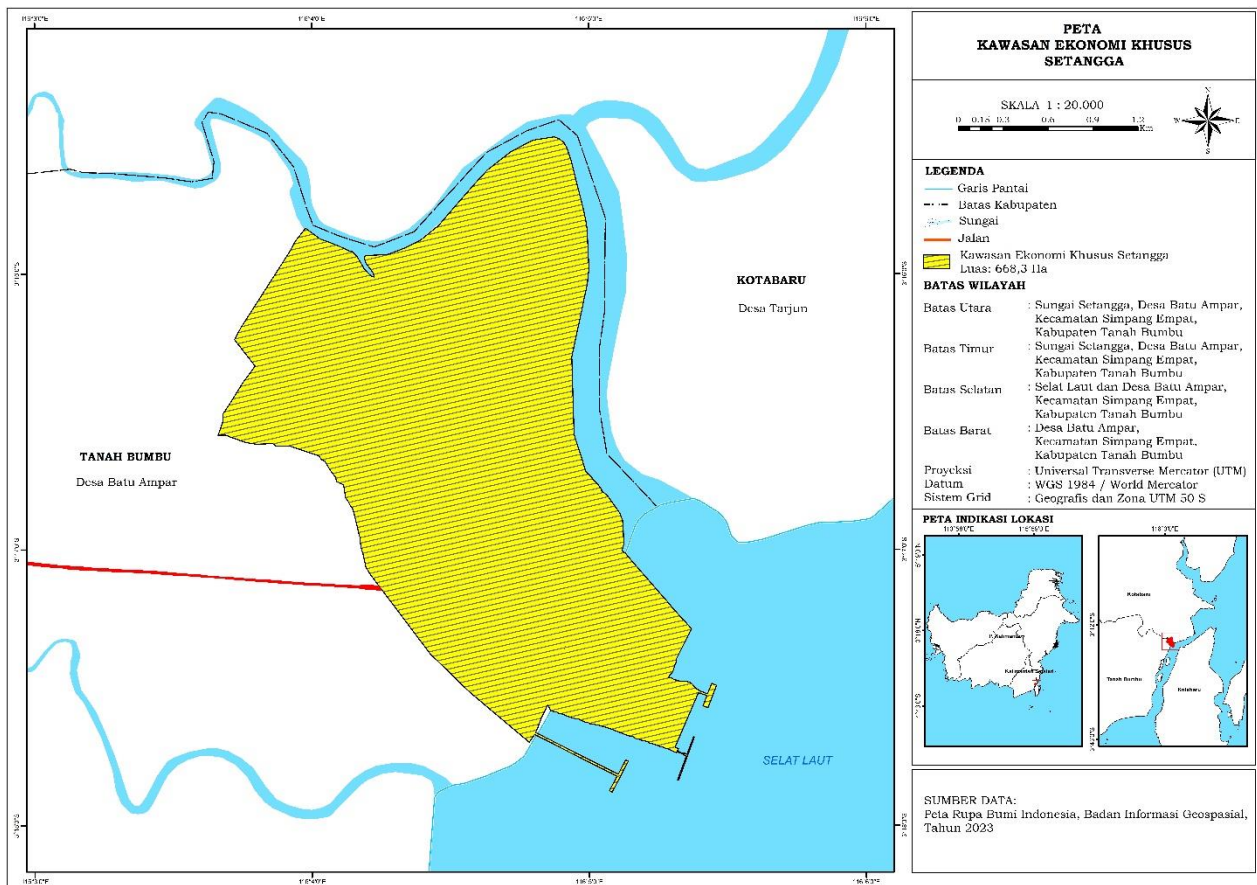 PETA
KAWASAN EKONOMI KHUSUS
SETANGGA
SKALA 1 : 20.000
0 0.15 0.3 0.6 0.9 1.2
Km
N
W E
S
LEGENDA
Garis Pantai
Batas Kabupaten
Sungai
Jalan
Kawasan Ekonomi Khusus Setangga
Luas: 668,3 Ha
BATAS WILAYAH
Batas Utara : Sungai Setangga, Desa Batu Ampar,
Kecamatan Simpang Empat,
Kabupaten Tanah Bumbu
Batas Timur : Sungai Setangga, Desa Batu Ampar,
Kecamatan Simpang Empat,
Kabupaten Tanah Bumbu
Batas Selatan : Selat Laut dan Desa Batu Ampar,
Kecamatan Simpang Empat,
Kabupaten Tanah Bumbu
Batas Barat : Desa Batu Ampar,
Kecamatan Simpang Empat,
Kabupaten Tanah Bumbu
Proyeksi : Universal Transverse Mercator (UTM)
Datum : WGS 1984 / World Mercator
Sistem Grid : Geografis dan Zona UTM 50 S
PETA INDIKASI LOKASI
P. Kalimantan
Kalimantan Selatan
Kotabaru
Tanah Bumbu
Kotabaru
SUMBER DATA:
Peta Rupa Bumi Indonesia, Badan Informasi Geospasial,
Tahun 2023
KOTABARU
Desa Tarjun
TANAH BUMBU
Desa Batu Ampar
SELAT LAUT